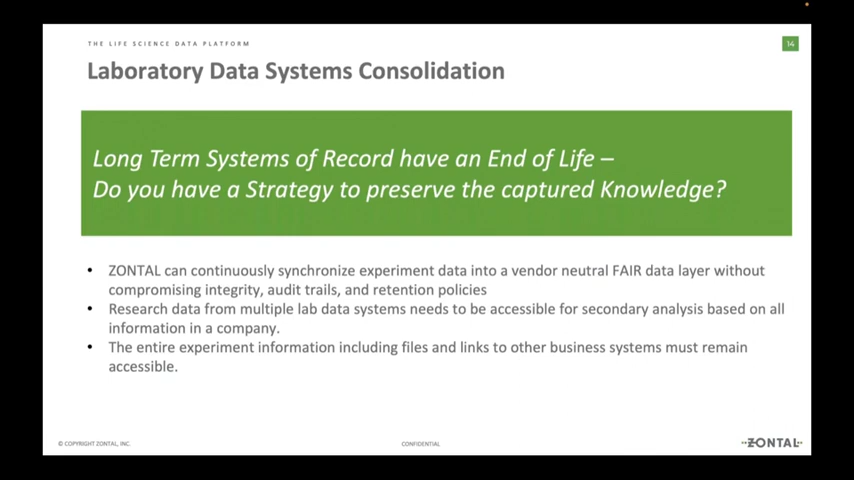 THE LIFE SCIENCE DATA PLATFORM
14
Laboratory Data Systems Consolidation
Long Term Systems of Record have an End of Life –
Do you have a Strategy to preserve the captured Knowledge?
• ZONTAL can continuously synchronize experiment data into a vendor neutral FAIR data layer without
compromising integrity, audit trails, and retention policies
• Research data from multiple lab data systems needs to be accessible for secondary analysis based on all
information in a company.
• The entire experiment information including files and links to other business systems must remain
accessible.
© COPYRIGHT ZONTAL, INC.
CONFIDENTIAL
ZONTAL